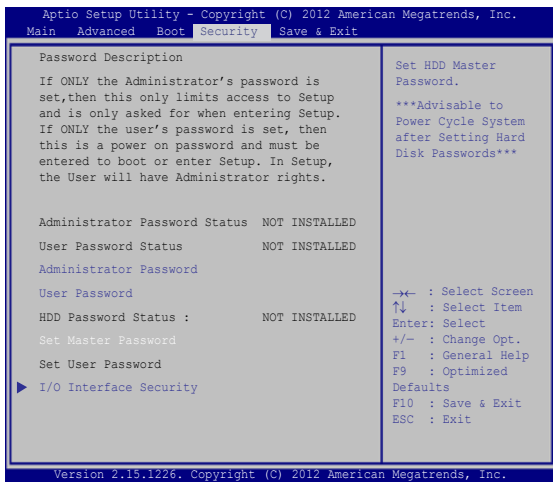 Aptio Setup Utility - Copyright (C) 2012 American Megatrends, Inc.
Main Advanced Boot Security Save & Exit
Password Description
If ONLY the Administrator's password is
set,then this only limits access to Setup
and is only asked for when entering Setup.
If ONLY the user's password is set, then
this is a power on password and must be
entered to boot or enter Setup. In Setup,
the User will have Administrator rights.
Administrator Password Status NOT INSTALLED
User Password Status NOT INSTALLED
Administrator Password
User Password
HDD Password Status : NOT INSTALLED
Set Master Password
Set User Password
I/O Interface Security
Set HDD Master
Password.
***Advisable to
Power Cycle System
after Setting Hard
Disk Passwords***
→← : Select Screen
↑↓ : Select Item
Enter: Select
+/— : Change Opt.
F1 : General Help
F9 : Optimized
Defaults
F10 : Save & Exit
ESC : Exit
Version 2.15.1226. Copyright (C) 2012 American Megatrends, Inc.